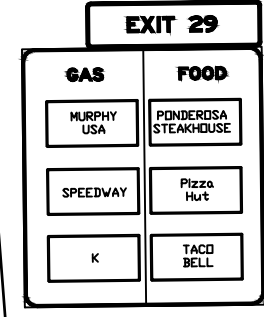 EXIT 29
GAS
FOOD
MURPHY
USA
PONDEROSA
STEAKHOUSE
SPEEDWAY
Pizza
Hut
K
TACO
BELL